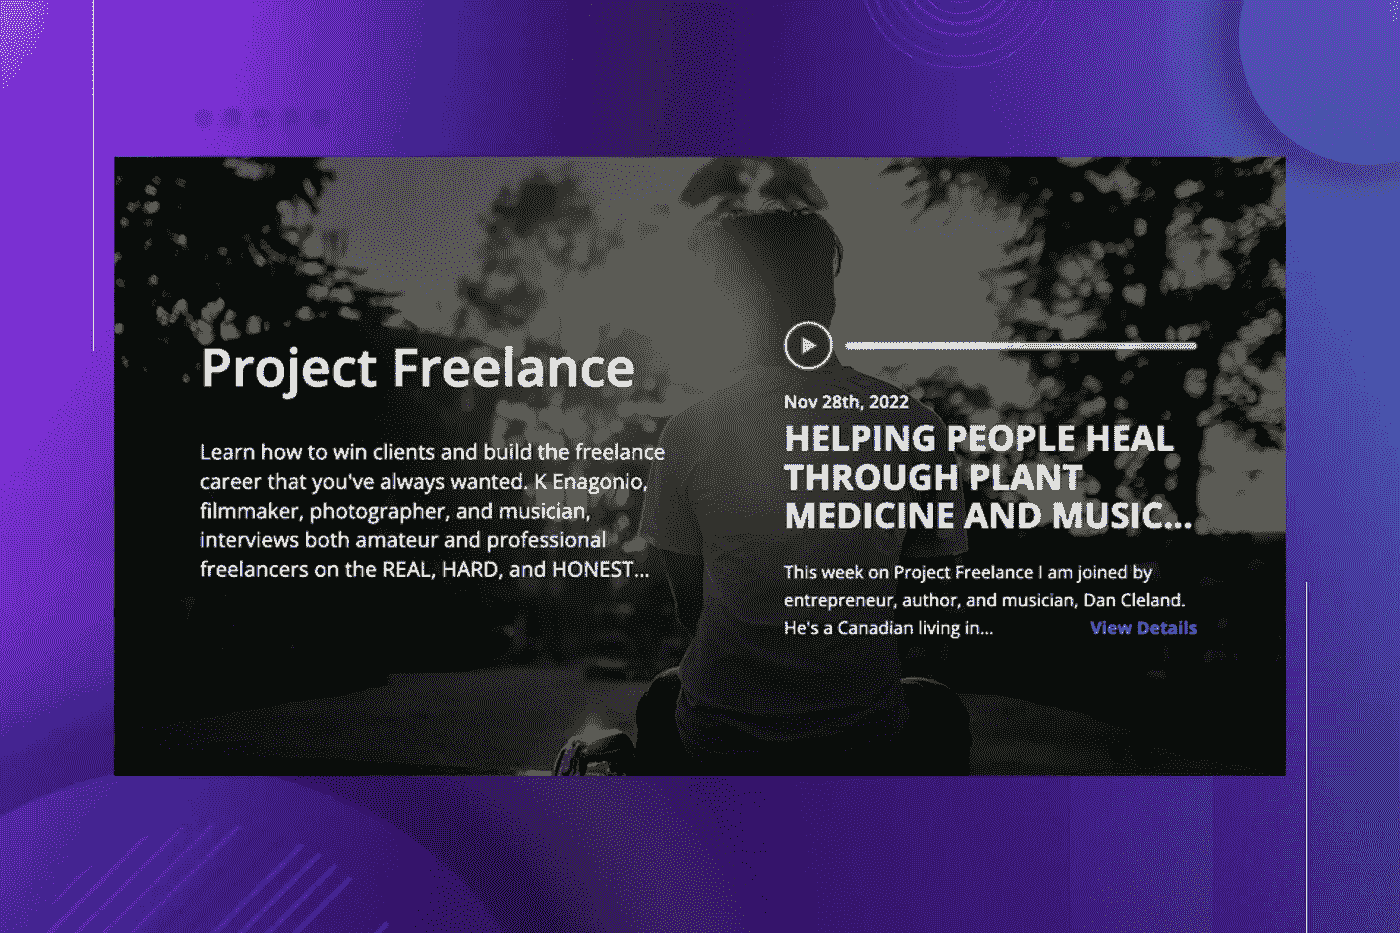 Project Freelance
Learn how to win clients and build the freelance
career that you've always wanted. K Enagonio,
filmmaker, photographer, and musician,
interviews both amateur and professional
freelancers on the REAL, HARD, and HONEST...
Nov 28th, 2022
HELPING PEOPLE HEAL
THROUGH PLANT
MEDICINE AND MUSIC...
This week on Project Freelance I am joined by
entrepreneur, author, and musician, Dan Cleland.
He's a Canadian living in...
View Details